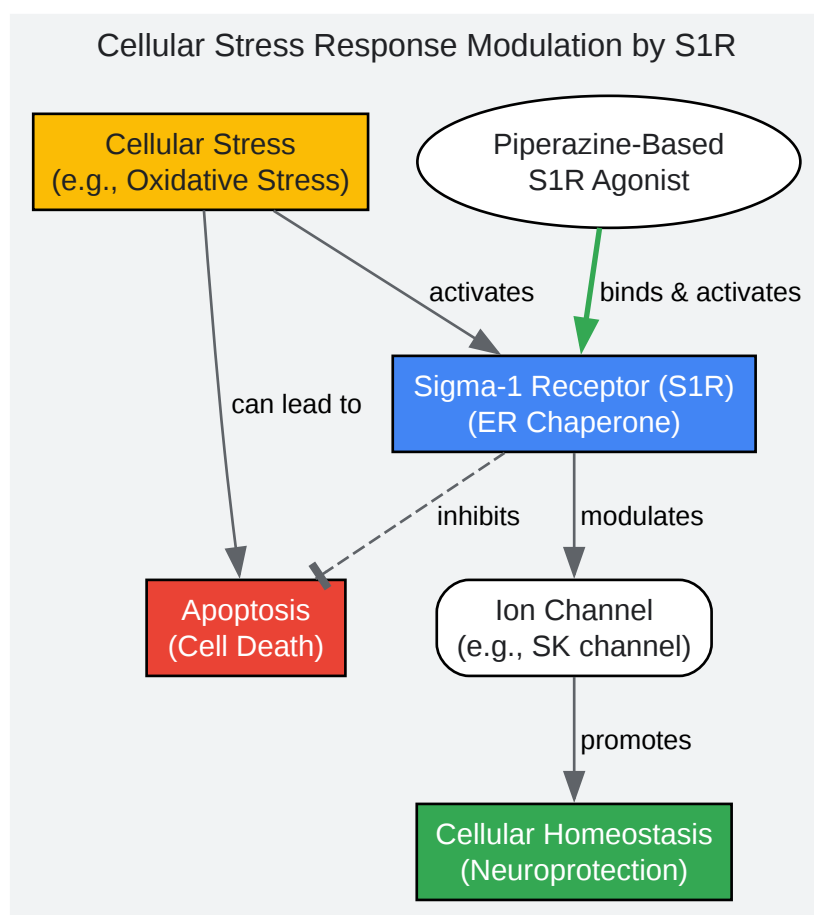 Cellular Stress Response Modulation by S1R
Cellular Stress
(e.g., Oxidative Stress)
Piperazine-Based
S1R Agonist
activates
binds & activates
Sigma-1 Receptor (S1R)
(ER Chaperone)
can lead to
inhibits
modulates
Apoptosis
(Cell Death)
Ion Channel
(e.g., SK channel)
promotes
Cellular Homeostasis
(Neuroprotection)